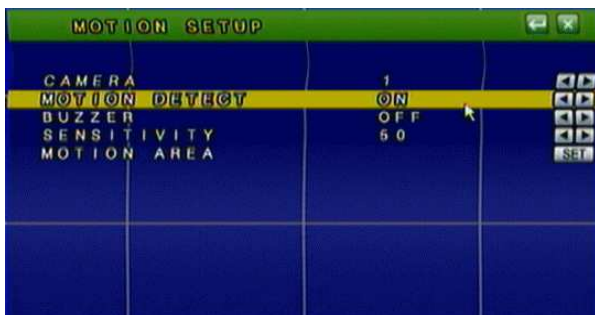 MOTION SETUP
CAMERA 1
MOTION DETECT ON
BUZZER OFF
SENSITIVITY 50
MOTION AREA SET